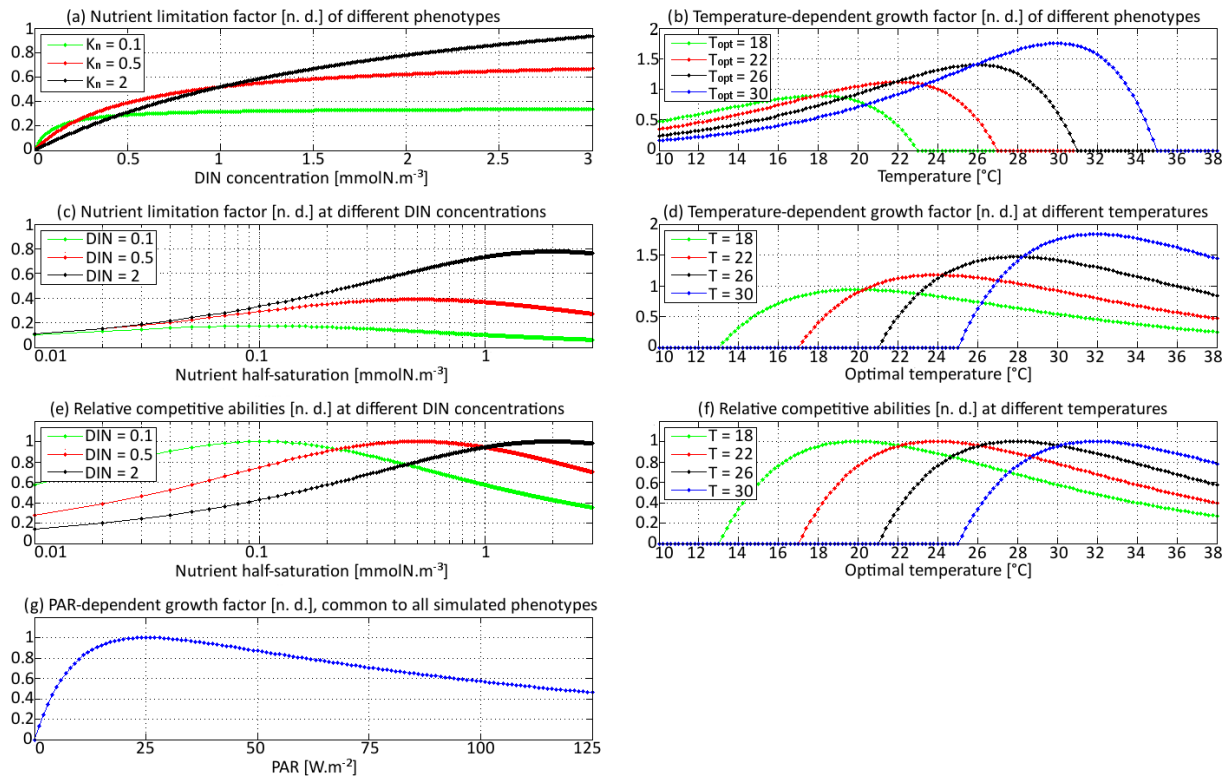 (a) Nutrient limitation factor [n. d.] of different phenotypes
1
0.8
0.6
0.4
0.2
0
Kn = 0.1
Kn = 0.5
Kn = 2
0 0.5 1 1.5 2 2.5 3
DIN concentration [mmolN.m-3]
(b) Temperature-dependent growth factor [n. d.] of different phenotypes
2
1.5
1
0.5
0
Topt = 18
Topt = 22
Topt = 26
Topt = 30
10 12 14 16 18 20 22 24 26 28 30 32 34 36 38
Temperature [°C]
(c) Nutrient limitation factor [n. d.] at different DIN concentrations
1
0.8
0.6
0.4
0.2
0
DIN = 0.1
DIN = 0.5
DIN = 2
0.01 0.1 1
Nutrient half-saturation [mmolN.m-3]
(d) Temperature-dependent growth factor [n. d.] at different temperatures
2
1.5
1
0.5
0
T = 18
T = 22
T = 26
T = 30
10 12 14 16 18 20 22 24 26 28 30 32 34 36 38
Optimal temperature [°C]
(e) Relative competitive abilities [n. d.] at different DIN concentrations
1
0.8
0.6
0.4
0.2
0
DIN = 0.1
DIN = 0.5
DIN = 2
0.01 0.1 1
Nutrient half-saturation [mmolN.m-3]
(f) Relative competitive abilities [n. d.] at different temperatures
1
0.8
0.6
0.4
0.2
0
T = 18
T = 22
T = 26
T = 30
10 12 14 16 18 20 22 24 26 28 30 32 34 36 38
Optimal temperature [°C]
(g) PAR-dependent growth factor [n. d.], common to all simulated phenotypes
1
0.8
0.6
0.4
0.2
0
0 25 50 75 100 125
PAR [W.m-2]